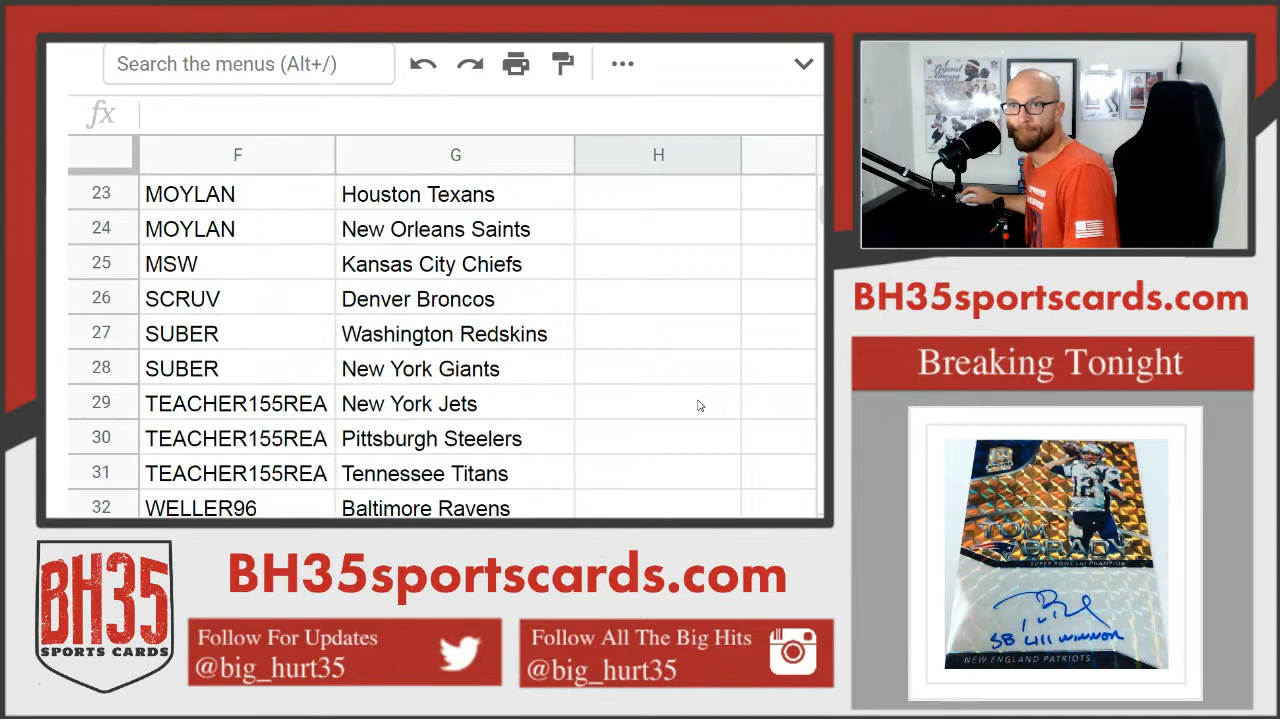 Search the menus (Alt+/)
fx
F G H
23 MOYLAN Houston Texans
24 MOYLAN New Orleans Saints
25 MSW Kansas City Chiefs
26 SCRUV Denver Broncos
27 SUBER Washington Redskins
28 SUBER New York Giants
29 TEACHER155REA New York Jets
30 TEACHER155REA Pittsburgh Steelers
31 TEACHER155REA Tennessee Titans
32 WELLER96 Baltimore Ravens
BH35sportscards.com
Breaking Tonight
12
TOM
BRADY
SUPER BOWL LIII CHAMPION
SB LIII WINNER
NEW ENGLAND PATRIOTS
BH35
SPORTS CARDS
BH35sportscards.com
Follow For Updates
@big_hurt35
Follow All The Big Hits
@big_hurt35